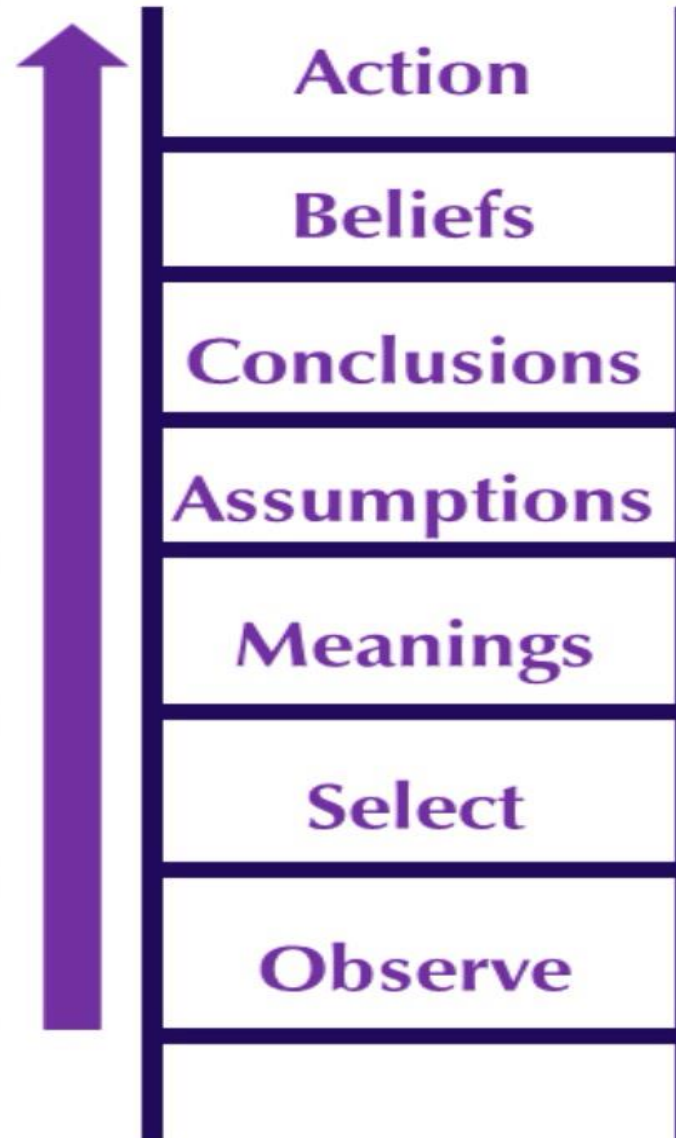 Action
Beliefs
Conclusions
Assumptions
Meanings
Select
Observe